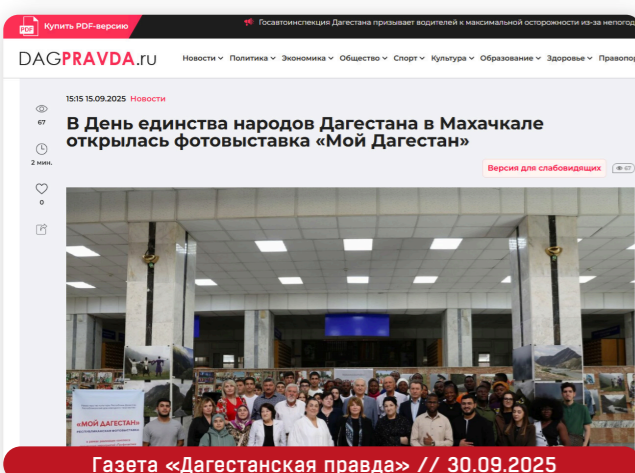 PDF
Купить PDF-версию
Госавтоинспекция Дагестана призывает водителей к максимальной осторожности из-за непогод
DAGPRAVDA.ru
Новости Политика Экономика Общество Спорт Культура Образование Здоровье Правопор
15:15 15.09.2025 Новости
67
В День единства народов Дагестана в Махачкале
открылась фотовыставка «Мой Дагестан»
2 мин.
Версия для слабовидящих
67
0
«МОЙ ДАГЕСТАН»
Газета «Дагестанская правда» // 30.09.2025